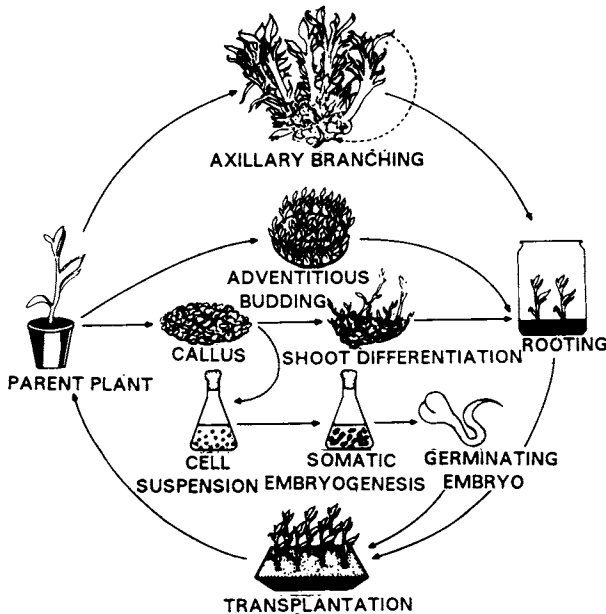 AXILLARY BRANCHING
ADVENTITIOUS
BUDDING
PARENT PLANT
CALLUS
SHOOT DIFFERENTIATION
ROOTING
CELL
SUSPENSION
SOMATIC
EMBRYOGENESIS
GERMINATING
EMBRYO
TRANSPLANTATION